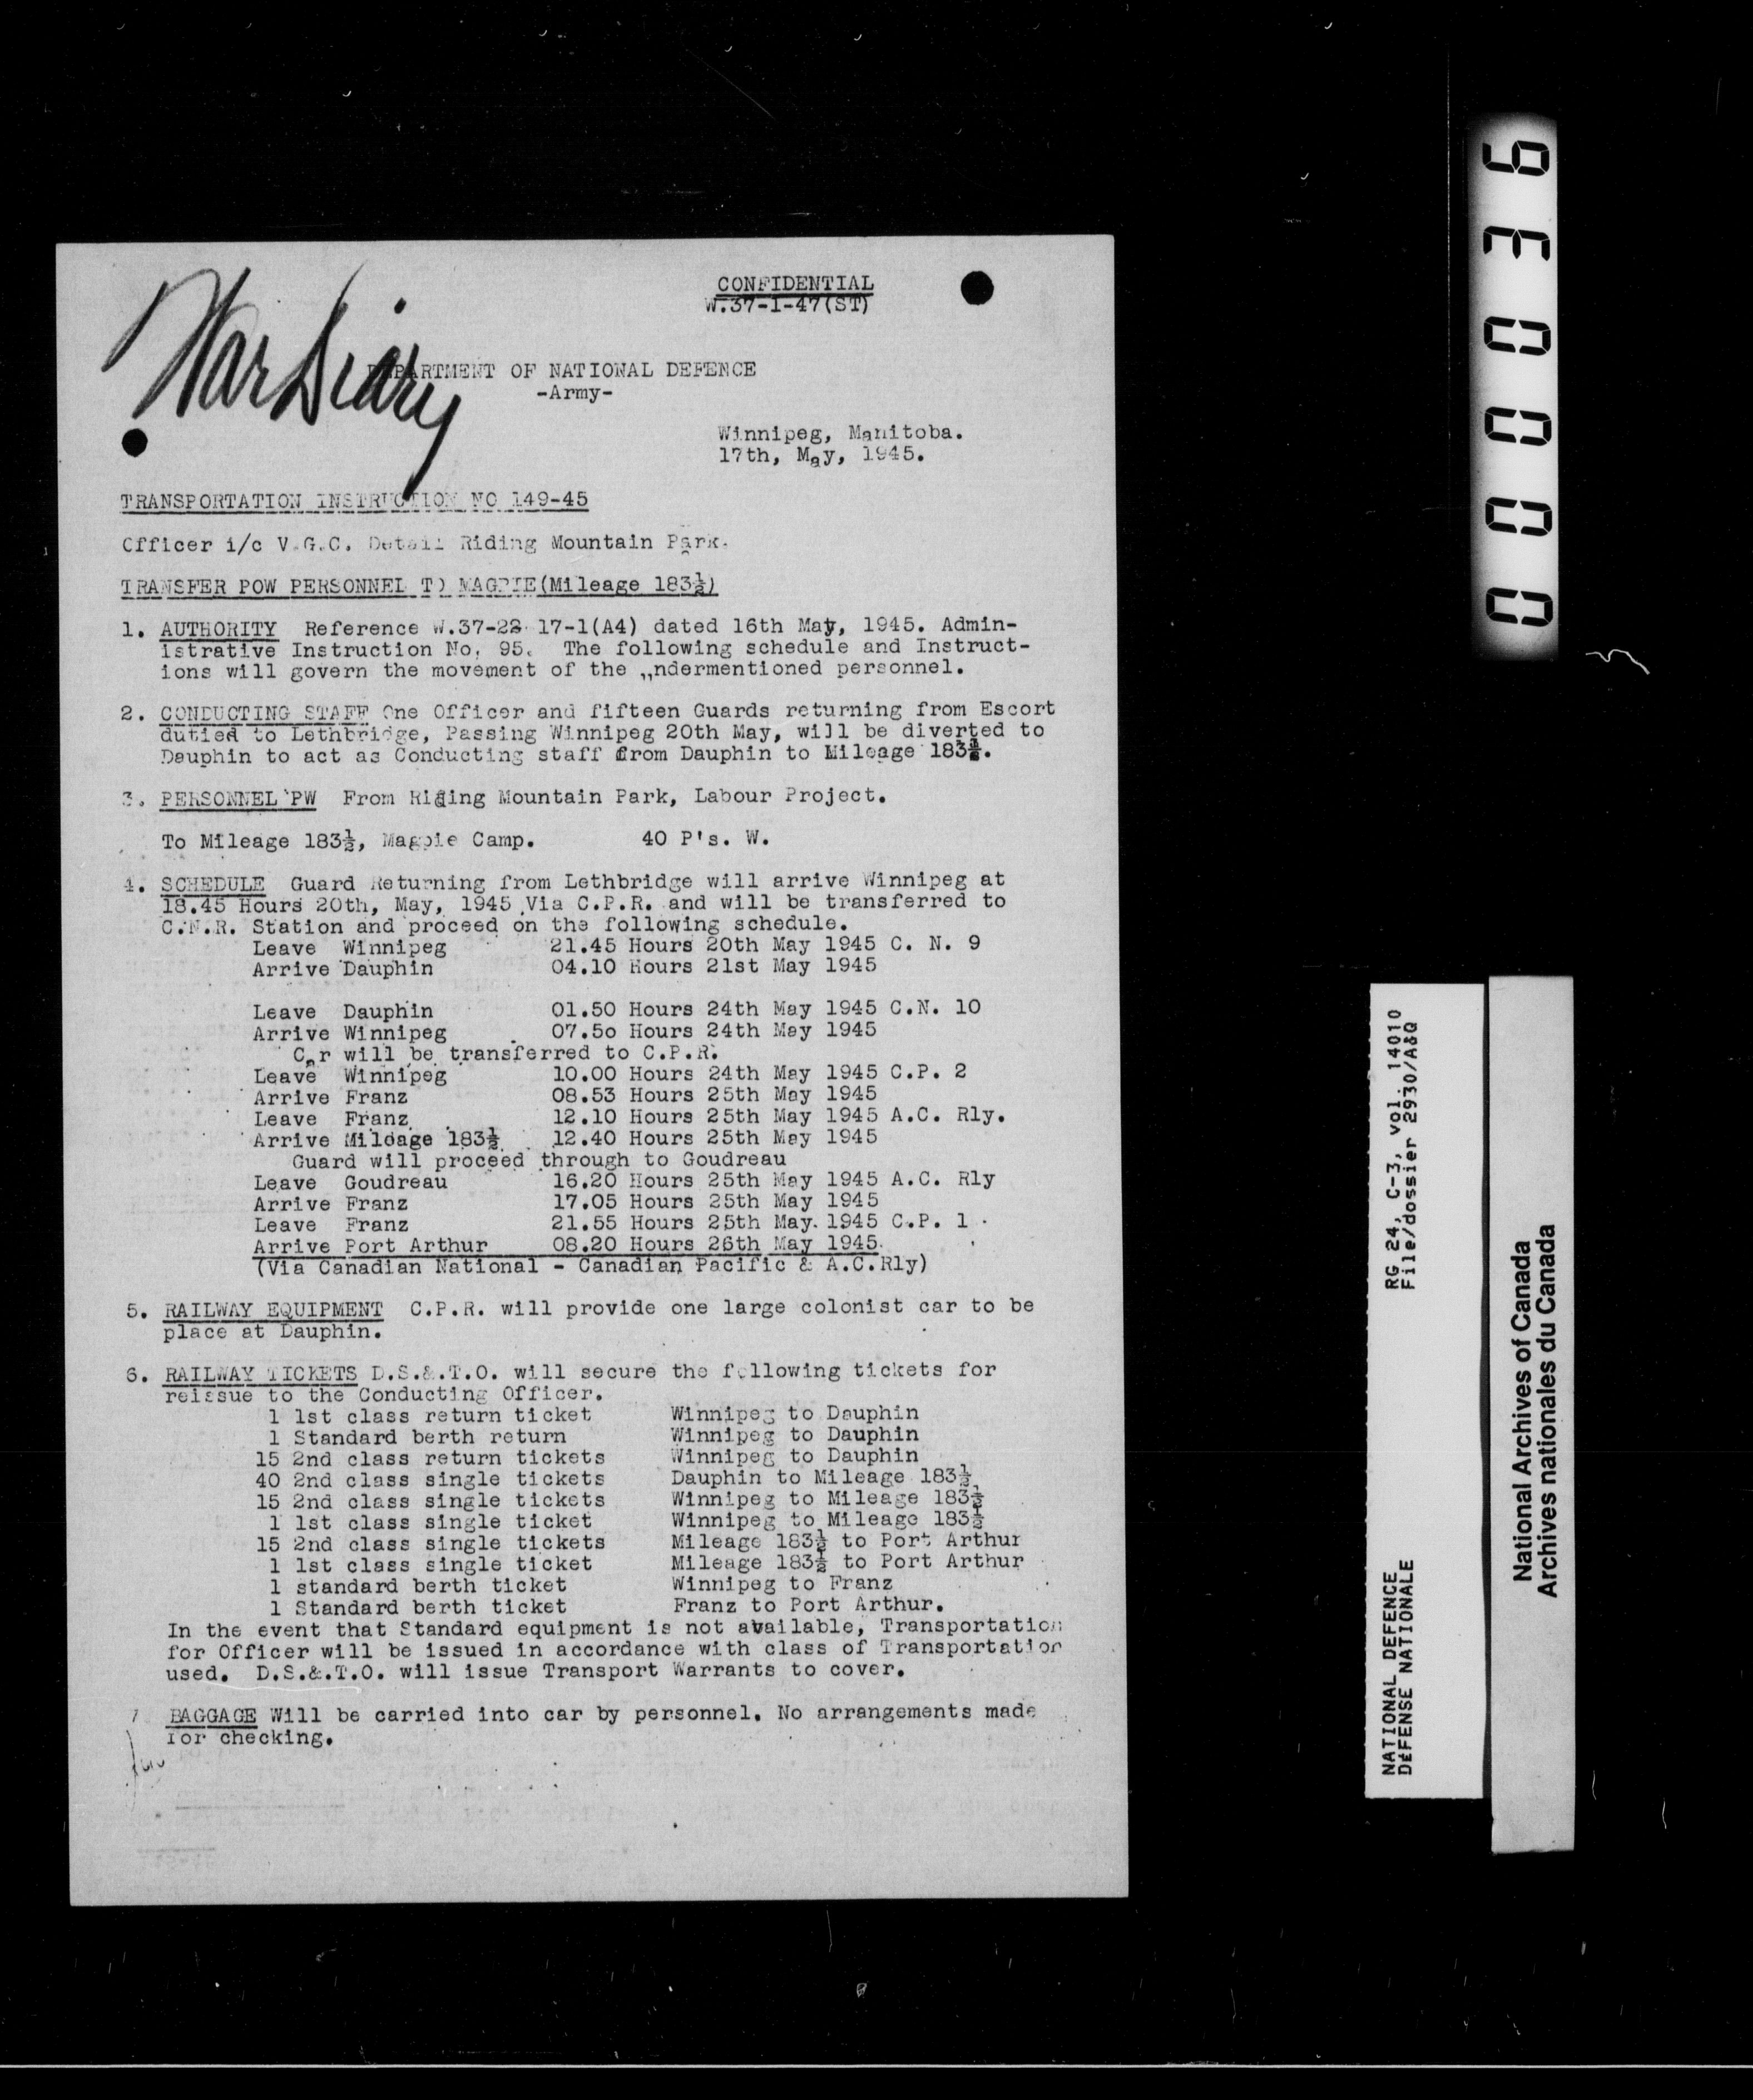 CONFIDENTIAL
W.37-1-47(ST)
War Diary
DEPARTMENT OF NATIONAL DEFENCE
-Army-
Winnipeg, Manitoba.
17th, May, 1945.
TRANSPORTATION INSTRUCTION NO 149-45
Officer i/c V.G.C. Detail Riding Mountain Park.
TRANSFER POW PERSONNEL TO MAGPIE(Mileage 183½)
1. AUTHORITY Reference W.37-28-17-1(A4) dated 16th May, 1945. Admin-
istrative Instruction No. 95. The following schedule and Instruct-
ions will govern the movement of the undermentioned personnel.
2. CONDUCTING STAFF One Officer and fifteen Guards returning from Escort
dutied to Lethbridge, Passing Winnipeg 20th May, will be diverted to
Dauphin to act as Conducting staff from Dauphin to Mileage 183½.
3. PERSONNEL PW From Riding Mountain Park, Labour Project.
To Mileage 183½, Magpie Camp. 40 P's. W.
4. SCHEDULE Guard Returning from Lethbridge will arrive Winnipeg at
18.45 Hours 20th, May, 1945 Via C.P.R. and will be transferred to
C.N.R. Station and proceed on the following schedule.
Leave Winnipeg 21.45 Hours 20th May 1945 C. N. 9
Arrive Dauphin 04.10 Hours 21st May 1945
Leave Dauphin 01.50 Hours 24th May 1945 C.N. 10
Arrive Winnipeg 07.5o Hours 24th May 1945
Car will be transferred to C.P.R.
Leave Winnipeg 10.00 Hours 24th May 1945 C.P. 2
Arrive Franz 08.53 Hours 25th May 1945
Leave Franz 12.10 Hours 25th May 1945 A.C. Rly.
Arrive Mileage 183½ 12.40 Hours 25th May 1945
Guard will proceed through to Goudreau
Leave Goudreau 16.20 Hours 25th May 1945 A.C. Rly
Arrive Franz 17.05 Hours 25th May 1945
Leave Franz 21.55 Hours 25th May. 1945 C.P. 1
Arrive Port Arthur 08.20 Hours 26th May 1945.
(Via Canadian National - Canadian Pacific & A.C.Rly)
5. RAILWAY EQUIPMENT C.P.R. will provide one large colonist car to be
place at Dauphin.
6. RAILWAY TICKETS D.S.&.T.O. will secure the following tickets for
reissue to the Conducting Officer.
1 1st class return ticket Winnipeg to Dauphin
1 Standard berth return Winnipeg to Dauphin
15 2nd class return tickets Winnipeg to Dauphin
40 2nd class single tickets Dauphin to Mileage 183½
15 2nd class single tickets Winnipeg to Mileage 183½
1 1st class single ticket Winnipeg to Mileage 183½
15 2nd class single tickets Mileage 183½ to Port Arthur
1 1st class single ticket Mileage 183½ to Port Arthur
1 standard berth ticket Winnipeg to Franz
1 Standard berth ticket Franz to Port Arthur.
In the event that Standard equipment is not available, Transportation
for Officer will be issued in accordance with class of Transportation
used. D.S.&.T.O. will issue Transport Warrants to cover.
7 BAGGAGE Will be carried into car by personnel. No arrangements made
for checking.
000036
NATIONAL DEFENCE RG 24, C-3, vol. 14010
DÉFENSE NATIONALE File/dossier 2930/A&Q
National Archives of Canada
Archives nationales du Canada